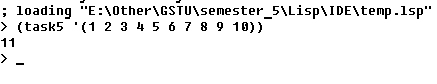 ; loading "E:\Other\GSTU\semester_5\Lisp\IDE\temp.lsp"
> (task5 '(1 2 3 4 5 6 7 8 9 10))
11
> _